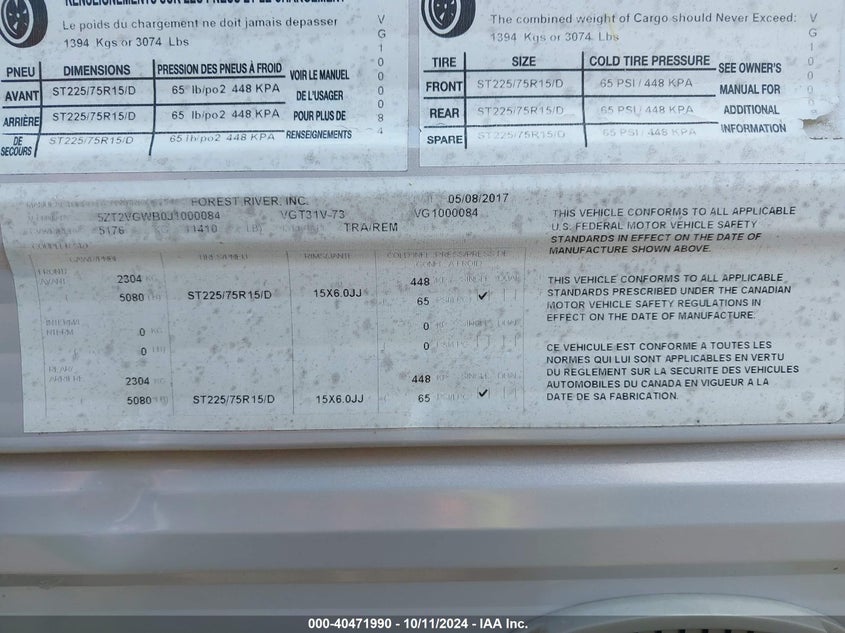 Le poids du chargement ne doit jamais depasser
1394 Kgs or 3074 Lbs
PNEU DIMENSIONS PRESSION DES PNEUS À FROID
AVANT ST225/75R15/D 65 lb/po2 448 KPA
ARRIÈRE ST225/75R15/D 65 lb/po2 448 KPA
DE SECOURS ST225/75R15/D 65 lb/po2 448 KPA
VOIR LE MANUEL
DE L'USAGER
POUR PLUS DE
RENSEIGNEMENTS
The combined weight of Cargo should Never Exceed:
1394 Kgs or 3074 Lbs
TIRE SIZE COLD TIRE PRESSURE
FRONT ST225/75R15/D 65 PSI / 448 KPA
REAR ST225/75R15/D 65 PSI / 448 KPA
SPARE ST225/75R15/D 65 PSI / 448 KPA
SEE OWNER'S
MANUAL FOR
ADDITIONAL
INFORMATION
FOREST RIVER, INC. 05/08/2017
5ZT2VGWB0J1000084 VGT31V-73 VG1000084
5176 11410 TRA/REM
2304
5080 ST225/75R15/D 15X6.0JJ
448
65 ✓
0
0
0
0
2304
5080 ST225/75R15/D 15X6.0JJ
448
65 ✓
THIS VEHICLE CONFORMS TO ALL APPLICABLE
U.S. FEDERAL MOTOR VEHICLE SAFETY
STANDARDS IN EFFECT ON THE DATE OF
MANUFACTURE SHOWN ABOVE.
THIS VEHICLE CONFORMS TO ALL APPLICABLE
STANDARDS PRESCRIBED UNDER THE CANADIAN
MOTOR VEHICLE SAFETY REGULATIONS IN
EFFECT ON THE DATE OF MANUFACTURE.
CE VEHICULE EST CONFORME A TOUTES LES
NORMES QUI LUI SONT APPLICABLES EN VERTU
DU REGLEMENT SUR LA SECURITE DES VEHICULES
AUTOMOBILES DU CANADA EN VIGUEUR A LA
DATE DE SA FABRICATION.
000-40471990 - 10/11/2024 - IAA Inc.